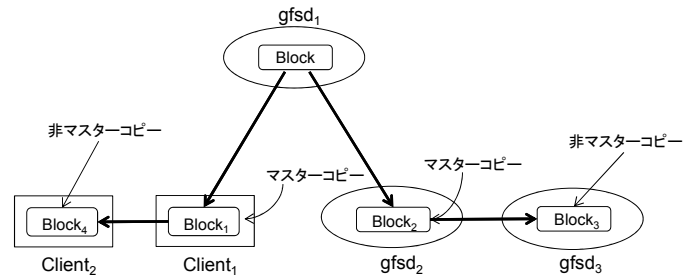 gfsd₁
Block
非マスターコピー
マスターコピー
マスターコピー
非マスターコピー
Block₄
Block₁
Block₂
Block₃
Client₂
Client₁
gfsd₂
gfsd₃